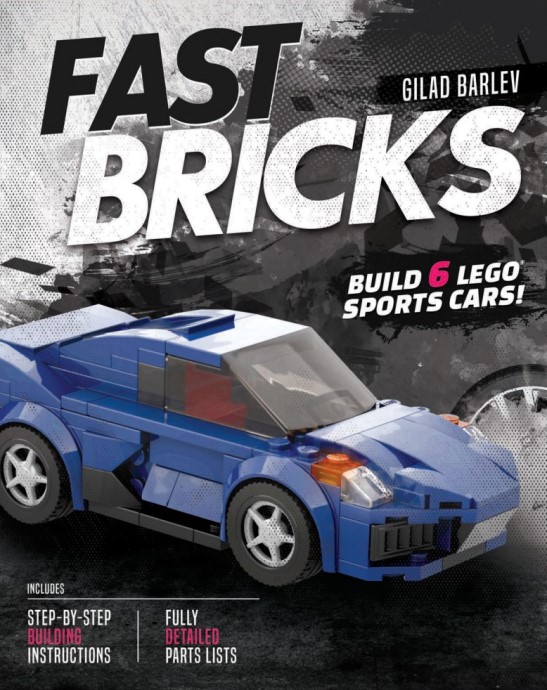 FAST
BRICKS
GILAD BARLEV
BUILD 6 LEGO®
SPORTS CARS!
INCLUDES
STEP-BY-STEP
BUILDING
INSTRUCTIONS
FULLY
DETAILED
PARTS LISTS